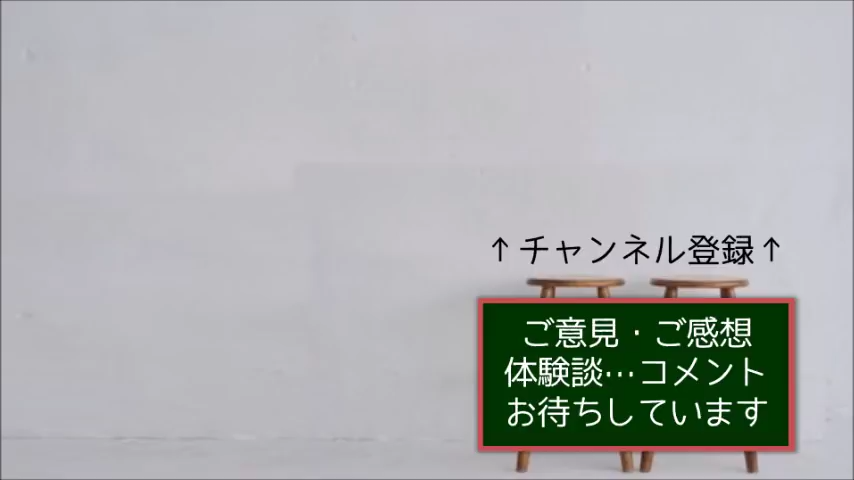 ↑チャンネル登録↑
ご意見・ご感想
体験談…コメント
お待ちしています